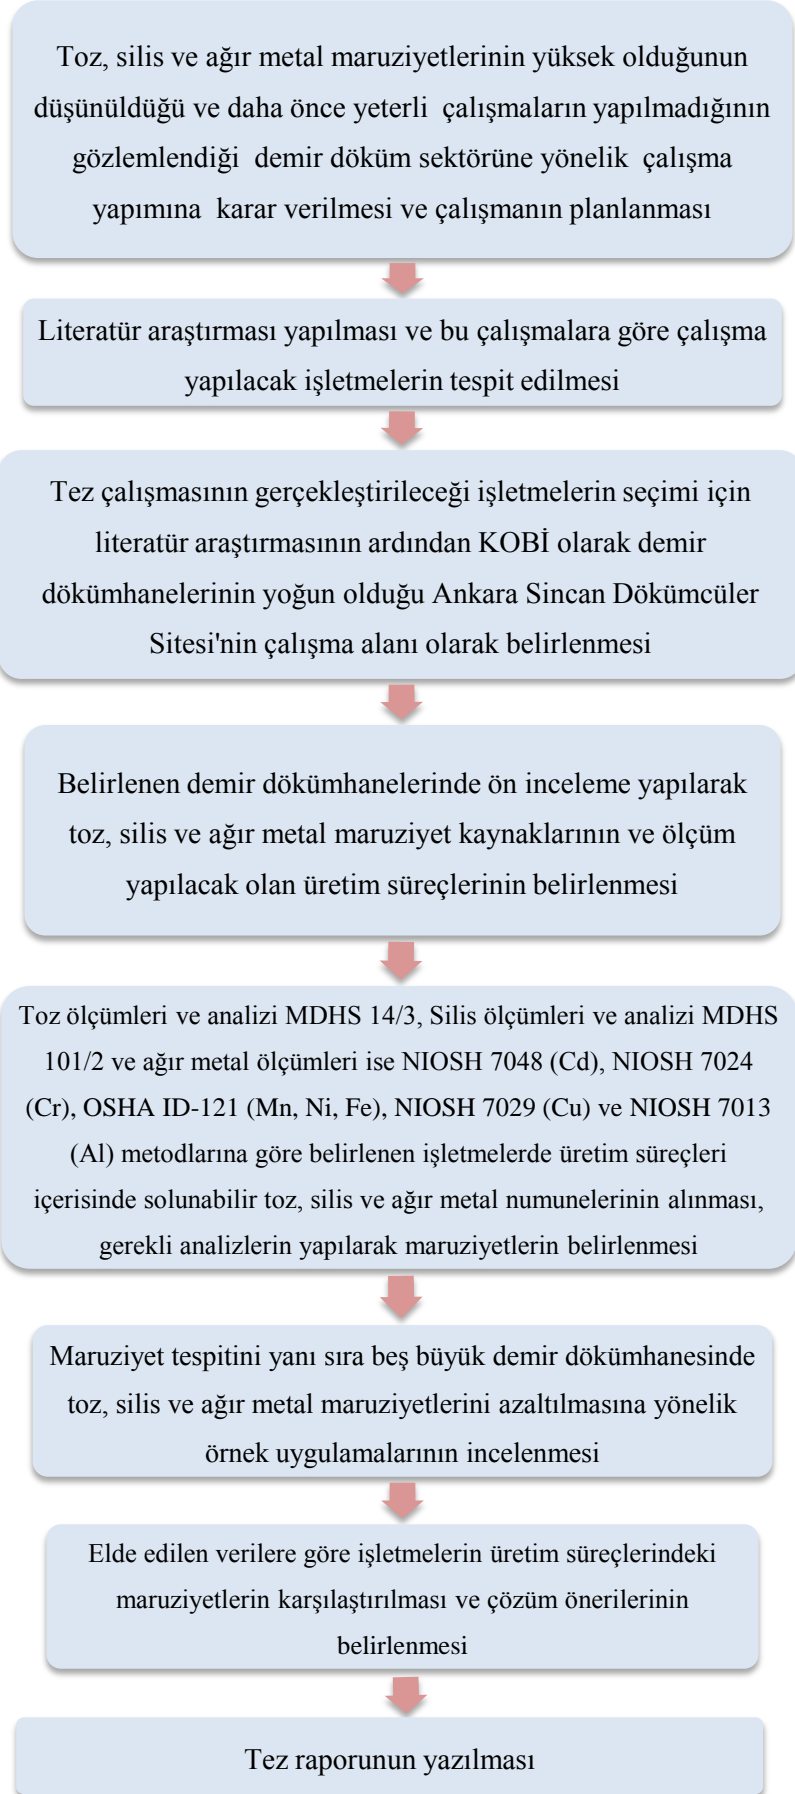 Toz, silis ve ağır metal maruziyetlerinin yüksek olduğunun
düşünüldüğü ve daha önce yeterli çalışmaların yapılmadığının
gözlemlendiği demir döküm sektörüne yönelik çalışma
yapımına karar verilmesi ve çalışmanın planlanması
Literatür araştırması yapılması ve bu çalışmalara göre çalışma
yapılacak işletmelerin tespit edilmesi
Tez çalışmasının gerçekleştirileceği işletmelerin seçimi için
literatür araştırmasının ardından KOBİ olarak demir
dökümhanelerinin yoğun olduğu Ankara Sincan Dökümcüler
Sitesi'nin çalışma alanı olarak belirlenmesi
Belirlenen demir dökümhanelerinde ön inceleme yapılarak
toz, silis ve ağır metal maruziyet kaynaklarının ve ölçüm
yapılacak olan üretim süreçlerinin belirlenmesi
Toz ölçümleri ve analizi MDHS 14/3, Silis ölçümleri ve analizi MDHS
101/2 ve ağır metal ölçümleri ise NIOSH 7048 (Cd), NIOSH 7024
(Cr), OSHA ID-121 (Mn, Ni, Fe), NIOSH 7029 (Cu) ve NIOSH 7013
(Al) metodlarına göre belirlenen işletmelerde üretim süreçleri
içerisinde solunabilir toz, silis ve ağır metal numunelerinin alınması,
gerekli analizlerin yapılarak maruziyetlerin belirlenmesi
Maruziyet tespitini yanı sıra beş büyük demir dökümhanesinde
toz, silis ve ağır metal maruziyetlerini azaltılmasına yönelik
örnek uygulamalarının incelenmesi
Elde edilen verilere göre işletmelerin üretim süreçlerindeki
maruziyetlerin karşılaştırılması ve çözüm önerilerinin
belirlenmesi
Tez raporunun yazılması